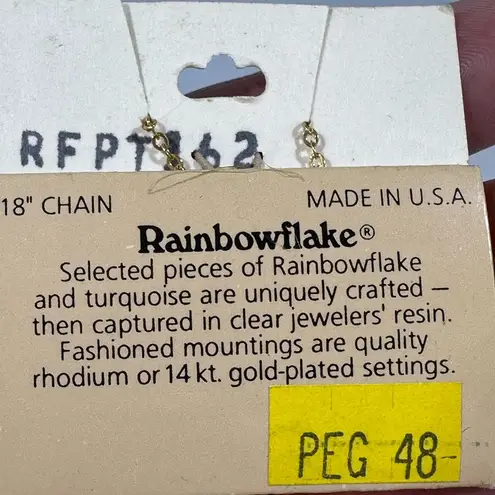 RFPT162
18" CHAIN MADE IN U.S.A.
Rainbowflake®
Selected pieces of Rainbowflake
and turquoise are uniquely crafted —
then captured in clear jewelers' resin.
Fashioned mountings are quality
rhodium or 14 kt. gold-plated settings.
PEG 48-